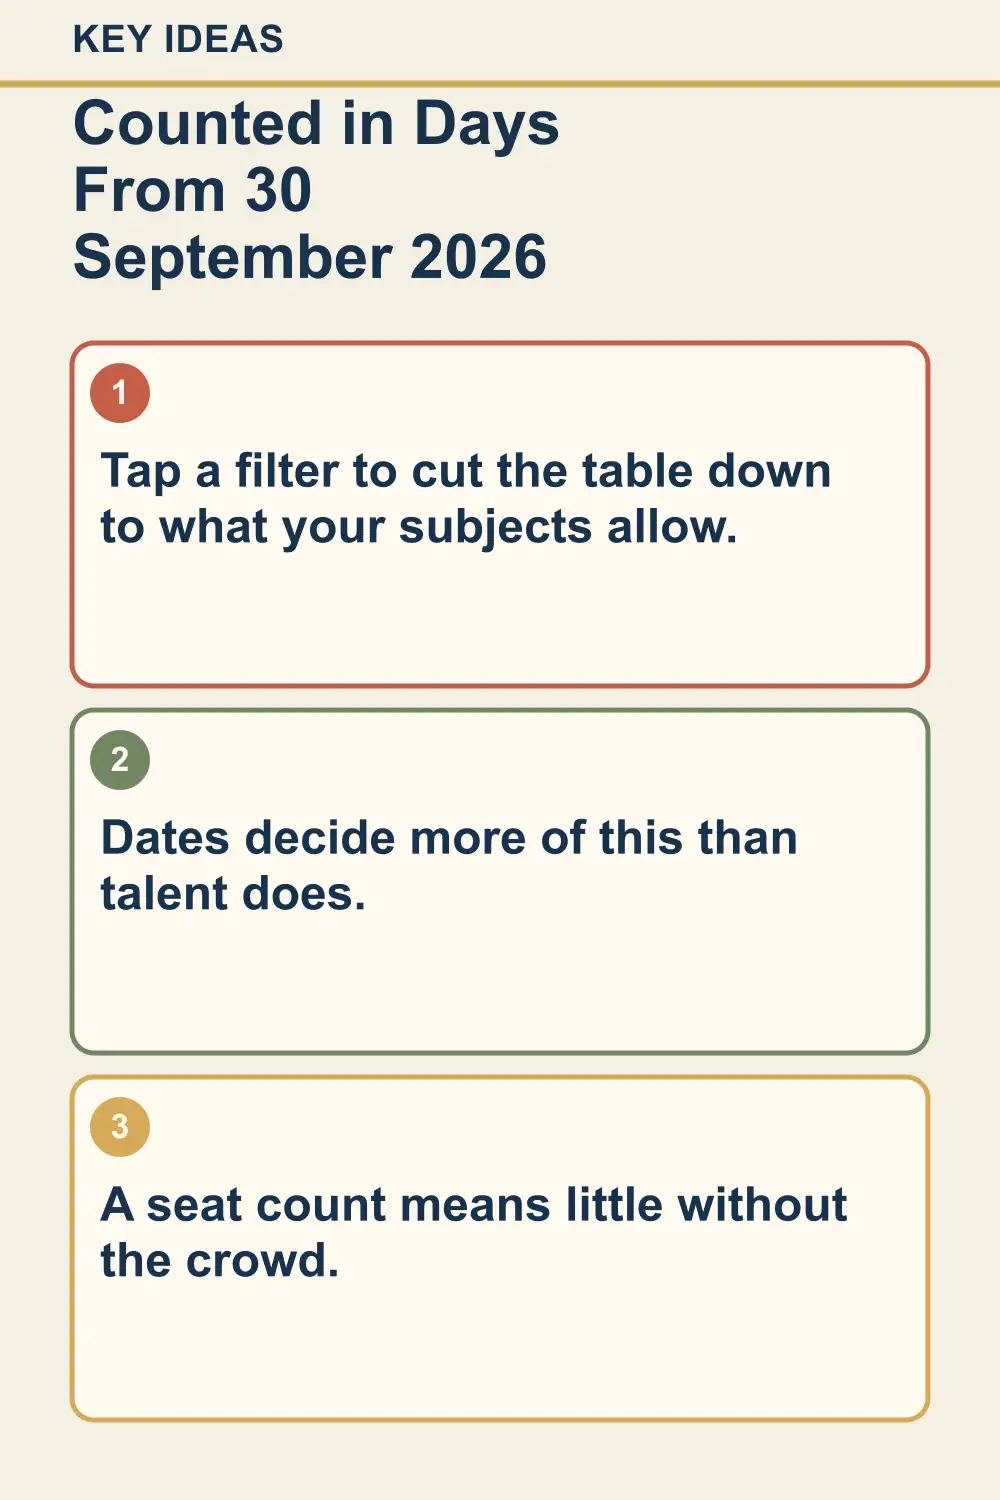 KEY IDEAS
Counted in Days
From 30
September 2026
1
Tap a filter to cut the table down
to what your subjects allow.
2
Dates decide more of this than
talent does.
3
A seat count means little without
the crowd.